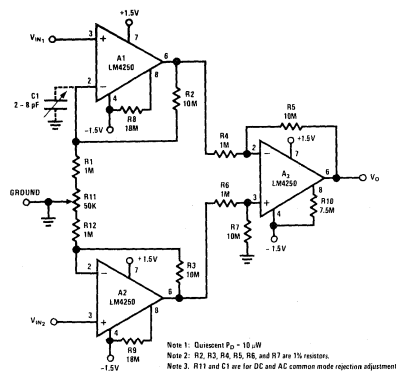 +1.5V
VIN1
3
+
7
A1
LM4250
6
2
−
8
4
C1
2 – 8 pF
−1.5V
R8
18M
R2
10M
R1
1M
GROUND
R11
50K
R12
1M
R4
1M
R5
10M
+1.5V
2
−
7
A3
LM4250
6
VO
R6
1M
3
+
8
4
R10
7.5M
R7
10M
− 1.5V
2
−
+ 1.5V
7
R3
10M
A2
LM4250
6
VIN2
3
+
8
4
R9
18M
−1.5V
Note 1: Quiescent PD = 10 μW
Note 2: R2, R3, R4, R5, R6, and R7 are 1% resistors.
Note 3. R11 and C1 are for DC and AC common mode rejection adjustment